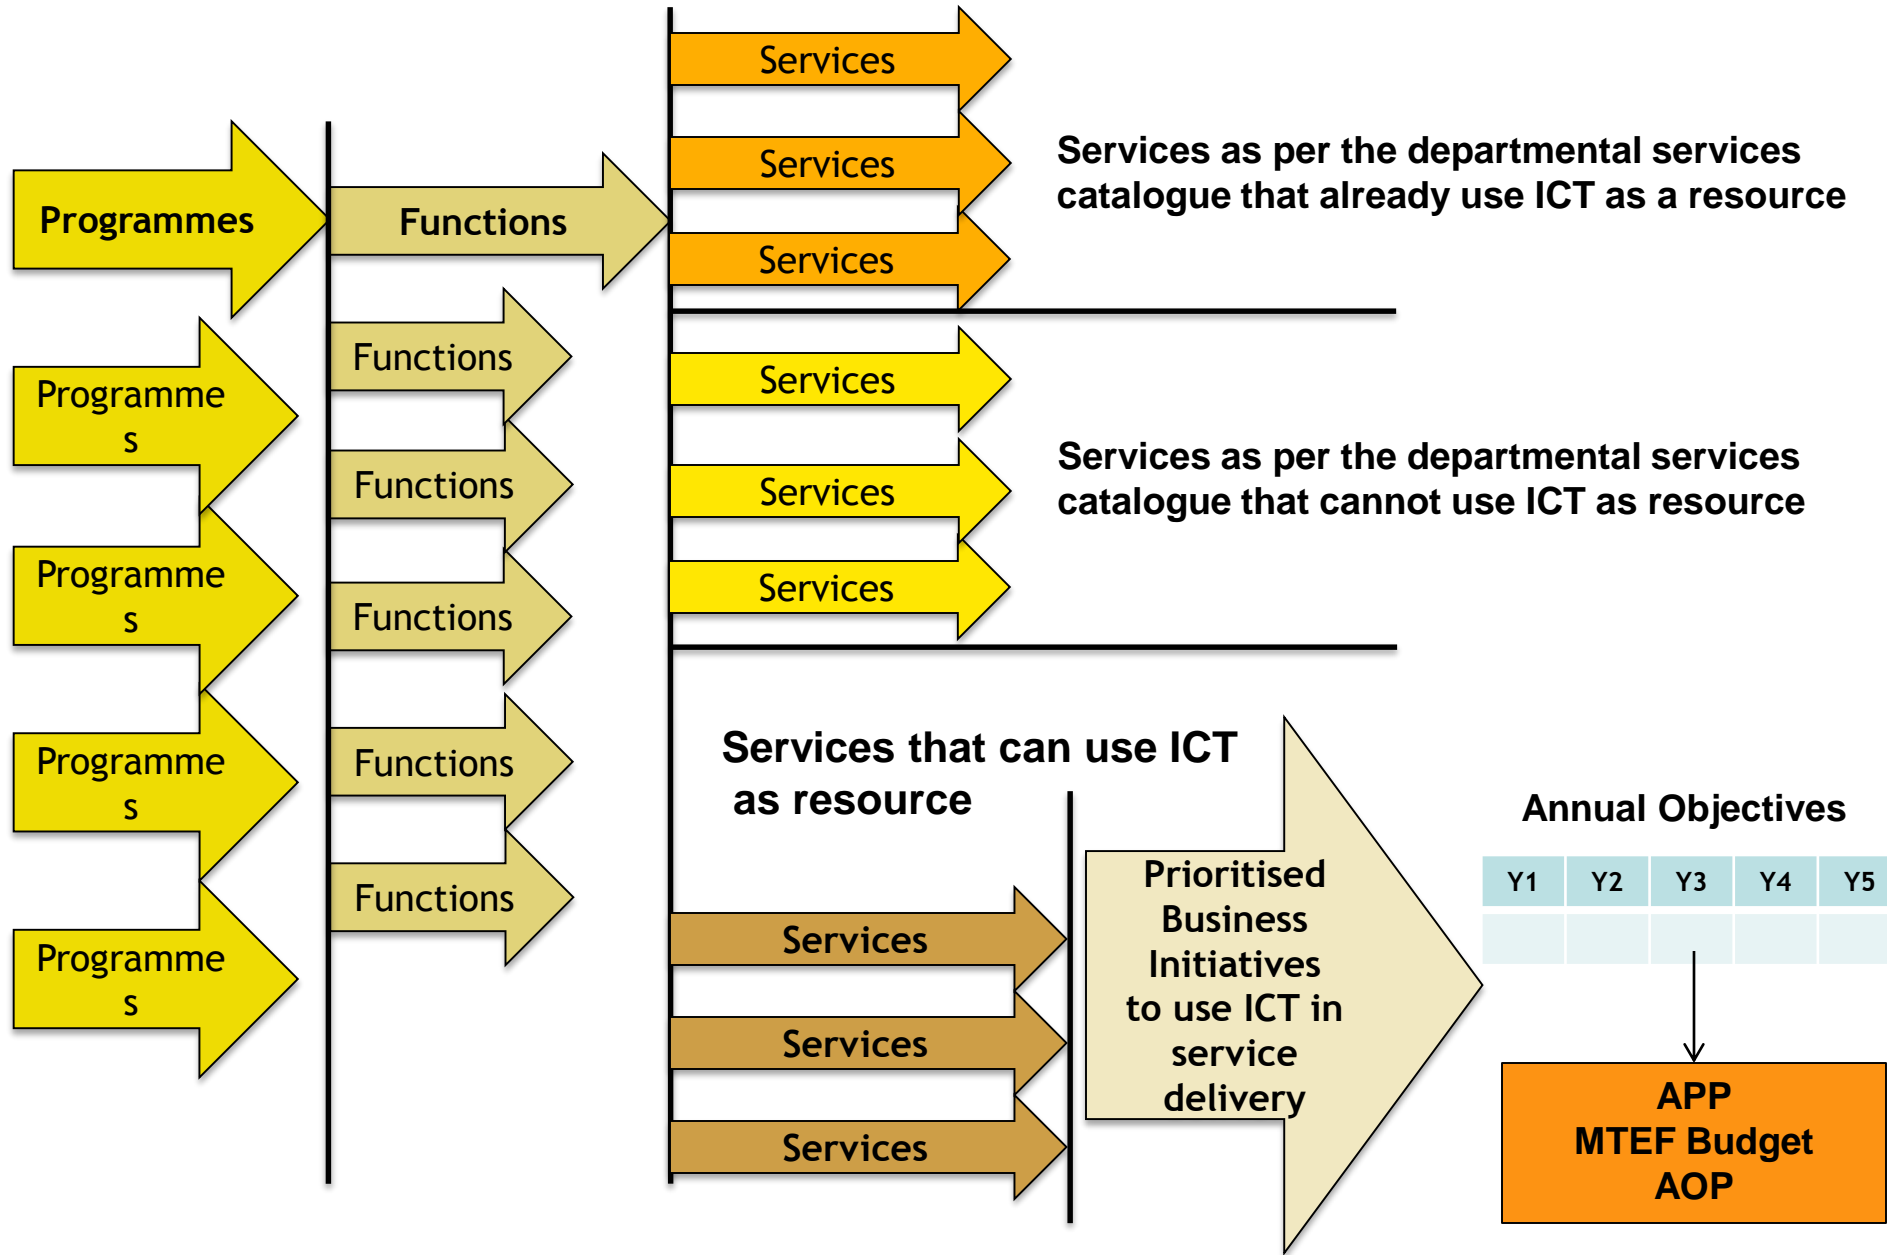 Programmes
Programme
s
Programme
s
Programme
s
Programme
s
Functions
Functions
Functions
Functions
Functions
Functions
Services
Services
Services
Services as per the departmental services
catalogue that already use ICT as a resource
Services
Services
Services
Services as per the departmental services
catalogue that cannot use ICT as resource
Services that can use ICT
as resource
Services
Services
Services
Prioritised
Business
Initiatives
to use ICT in
service
delivery
Annual Objectives
Y1 Y2 Y3 Y4 Y5
APP
MTEF Budget
AOP